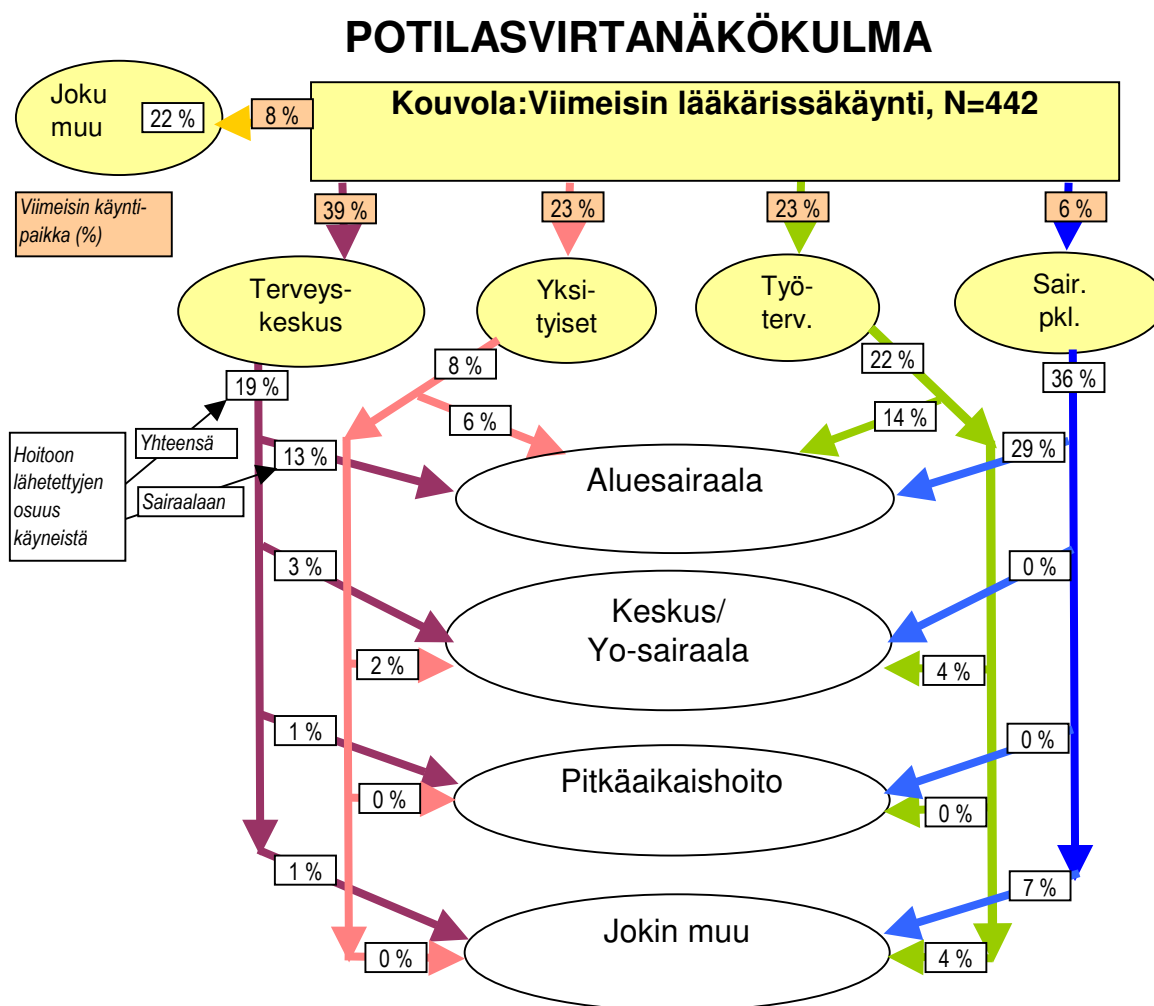 POTILASVIRTANÄKÖKULMA
Joku
muu
22 %
8 %
Kouvola:Viimeisin lääkärissäkäynti, N=442
Viimeisin käynti-
paikka (%)
39 %
23 %
23 %
6 %
Terveys-
keskus
Yksi-
tyiset
Työ-
terv.
Sair.
pkl.
19 %
8 %
22 %
36 %
Hoitoon
lähetettyjen
osuus
käyneistä
Yhteensä
Sairaalaan
13 %
6 %
14 %
29 %
Aluesairaala
3 %
0 %
Keskus/
Yo-sairaala
2 %
4 %
1 %
0 %
Pitkäaikaishoito
0 %
0 %
1 %
7 %
Jokin muu
0 %
4 %